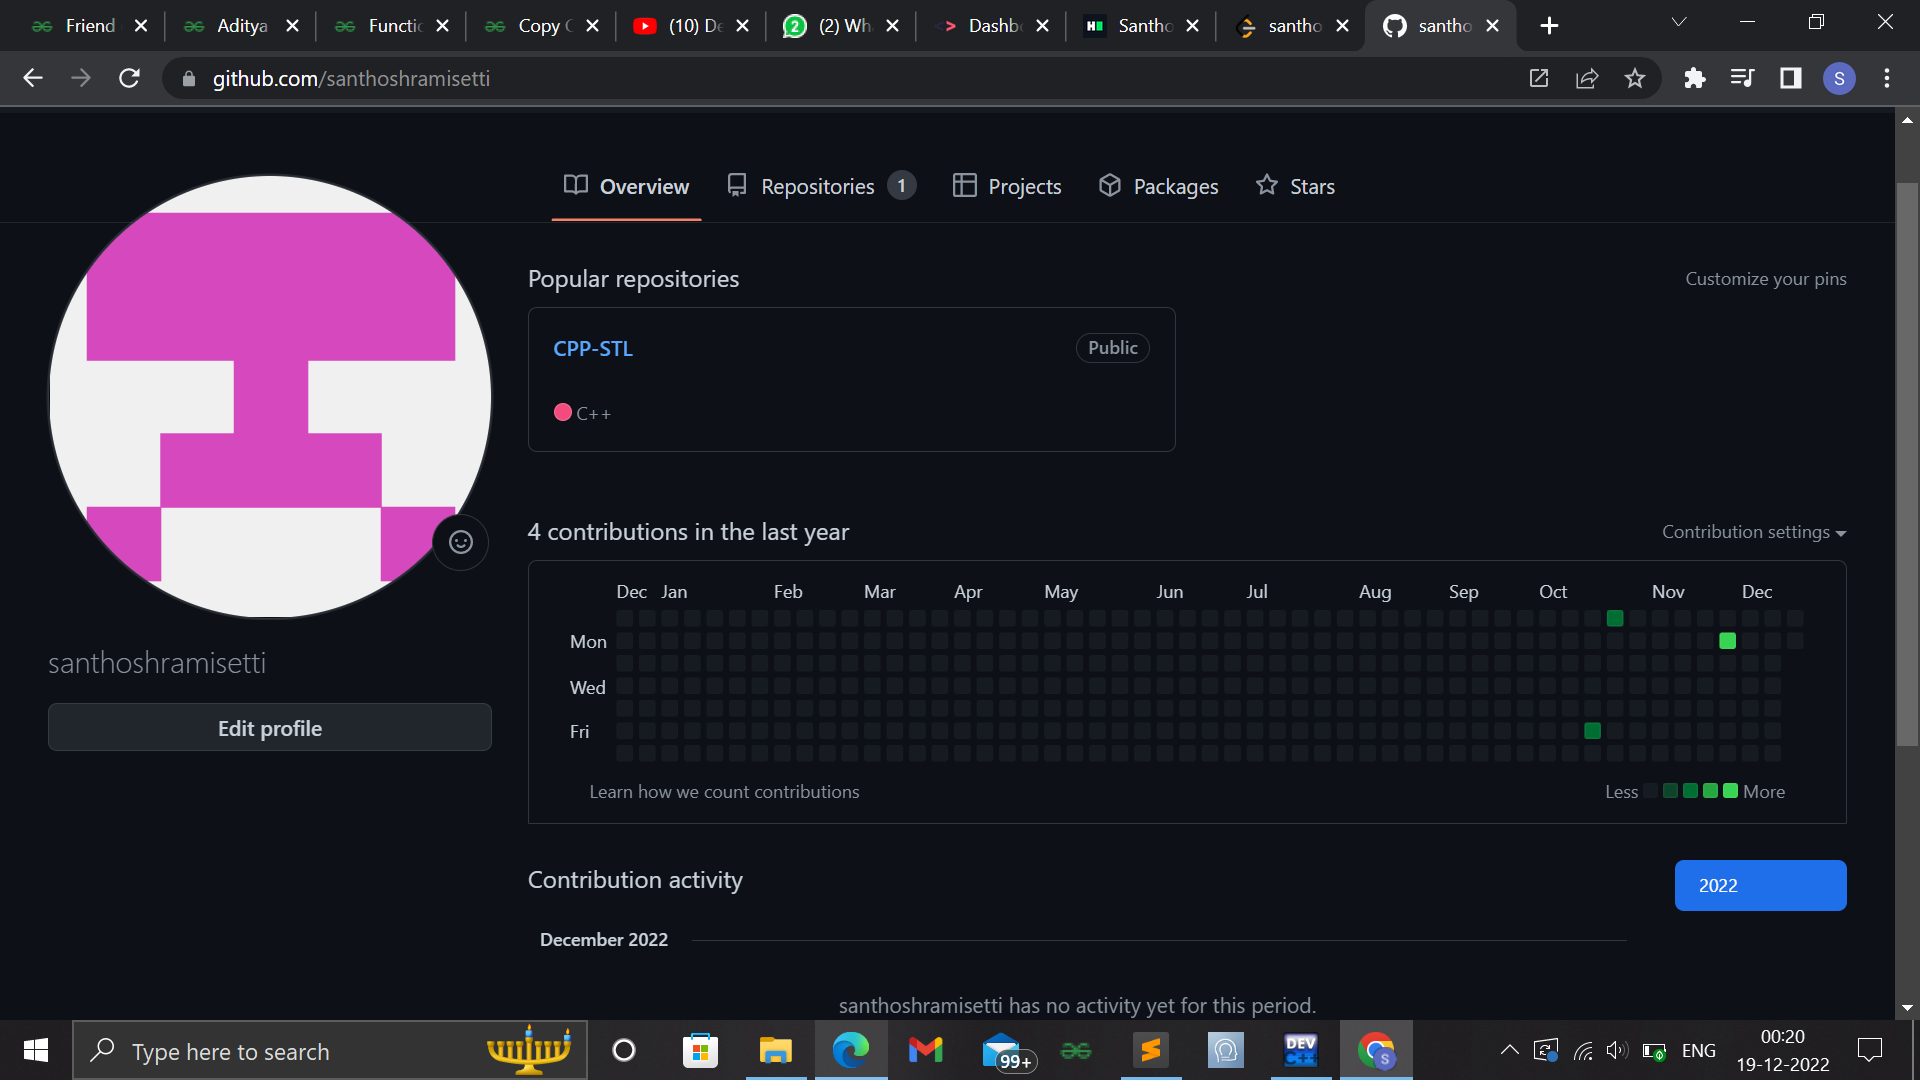 Friend
Aditya
Functio
Copy C
(10) De
(2) Wh
Dashbo
Santho
santho
santho
github.com/santhoshramisetti
S
Overview
Repositories 1
Projects
Packages
Stars
Popular repositories
Customize your pins
CPP-STL
Public
C++
4 contributions in the last year
Contribution settings
Dec Jan Feb Mar Apr May Jun Jul Aug Sep Oct Nov Dec
Mon
Wed
Fri
Learn how we count contributions
Less
More
santhoshramisetti
Edit profile
Contribution activity
2022
December 2022
santhoshramisetti has no activity yet for this period.
Type here to search
99+
DEV
C++
S
ENG
00:20
19-12-2022